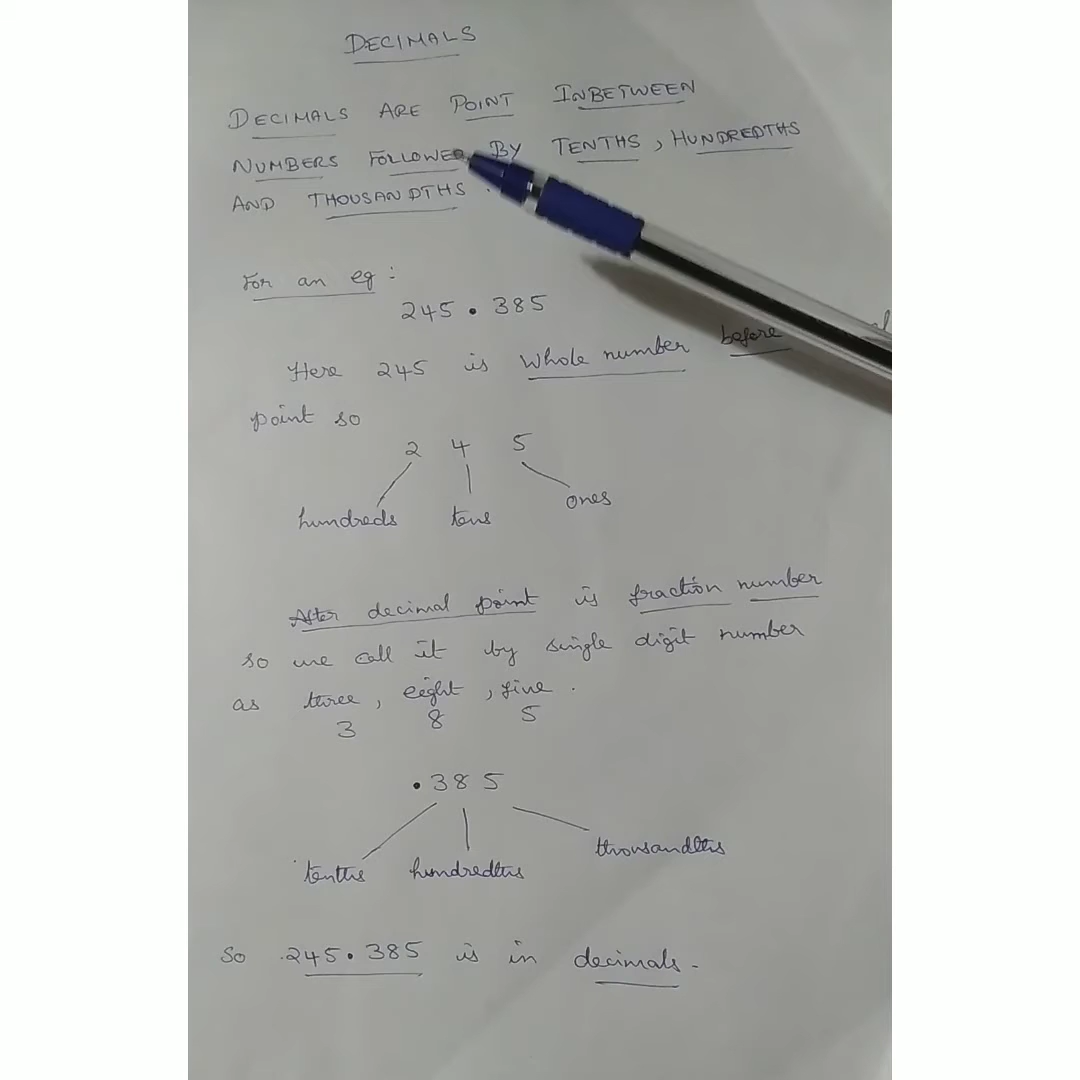 DECIMALS
DECIMALS ARE POINT INBETWEEN
NUMBERS FOLLOWED BY TENTHS, HUNDREDTHS
AND THOUSANDTHS.
For an eg:
245.385
Here 245 is whole number before
point so
2 4 5
hundreds tens ones
After decimal point is fraction number
so we call it by single digit number
as three, eight, five.
3 8 5
.385
tenths hundredths thousandths
So 245.385 is in decimals.